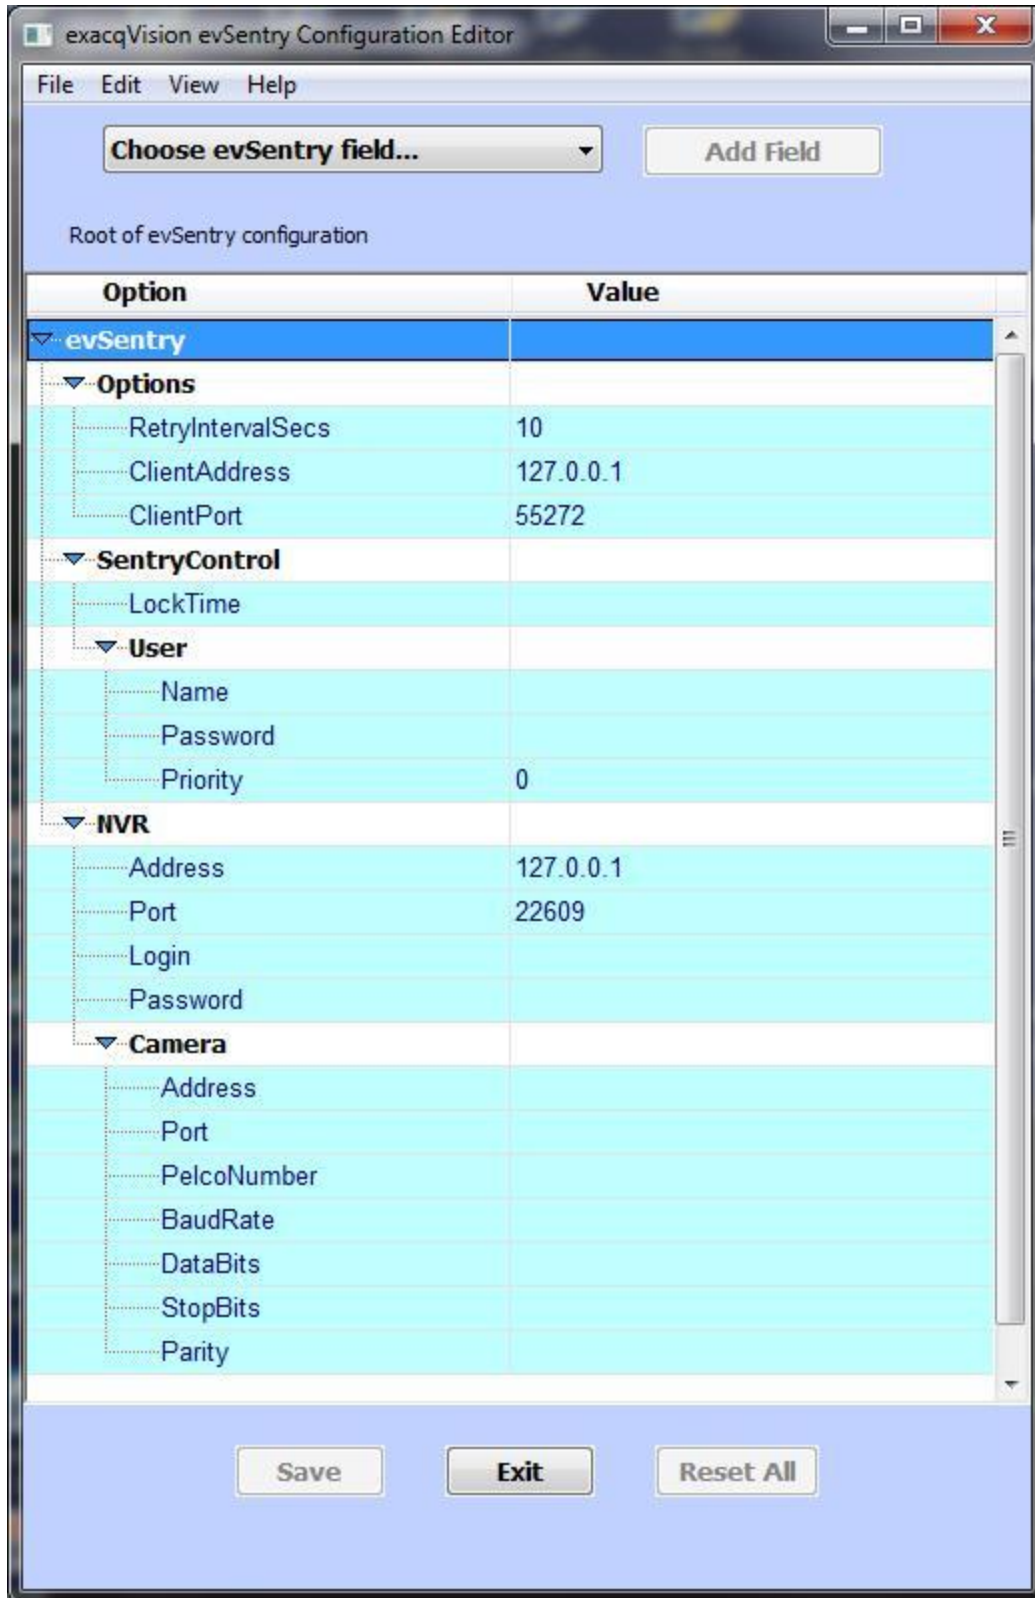 exacqVision evSentry Configuration Editor
File Edit View Help
Choose evSentry field... Add Field
Root of evSentry configuration
Option Value
evSentry
Options
RetryIntervalSecs 10
ClientAddress 127.0.0.1
ClientPort 55272
SentryControl
LockTime
User
Name
Password
Priority 0
NVR
Address 127.0.0.1
Port 22609
Login
Password
Camera
Address
Port
PelcoNumber
BaudRate
DataBits
StopBits
Parity
Save Exit Reset All